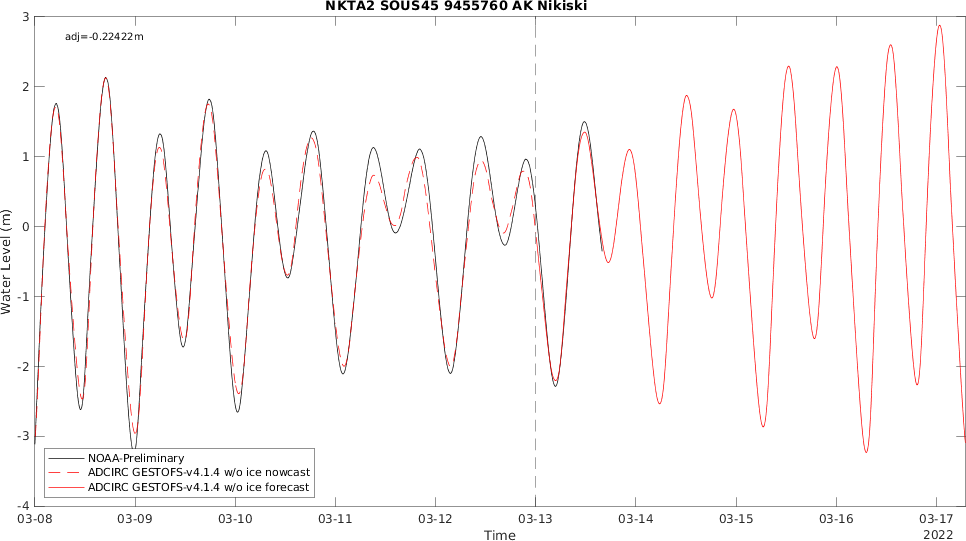 NKTA2 SOUS45 9455760 AK Nikiski
adj=-0.22422m
3
2
1
0
-1
-2
-3
-4
Water Level (m)
NOAA-Preliminary
ADCIRC GESTOFS-v4.1.4 w/o ice nowcast
ADCIRC GESTOFS-v4.1.4 w/o ice forecast
03-08 03-09 03-10 03-11 03-12 03-13 03-14 03-15 03-16 03-17
Time
2022